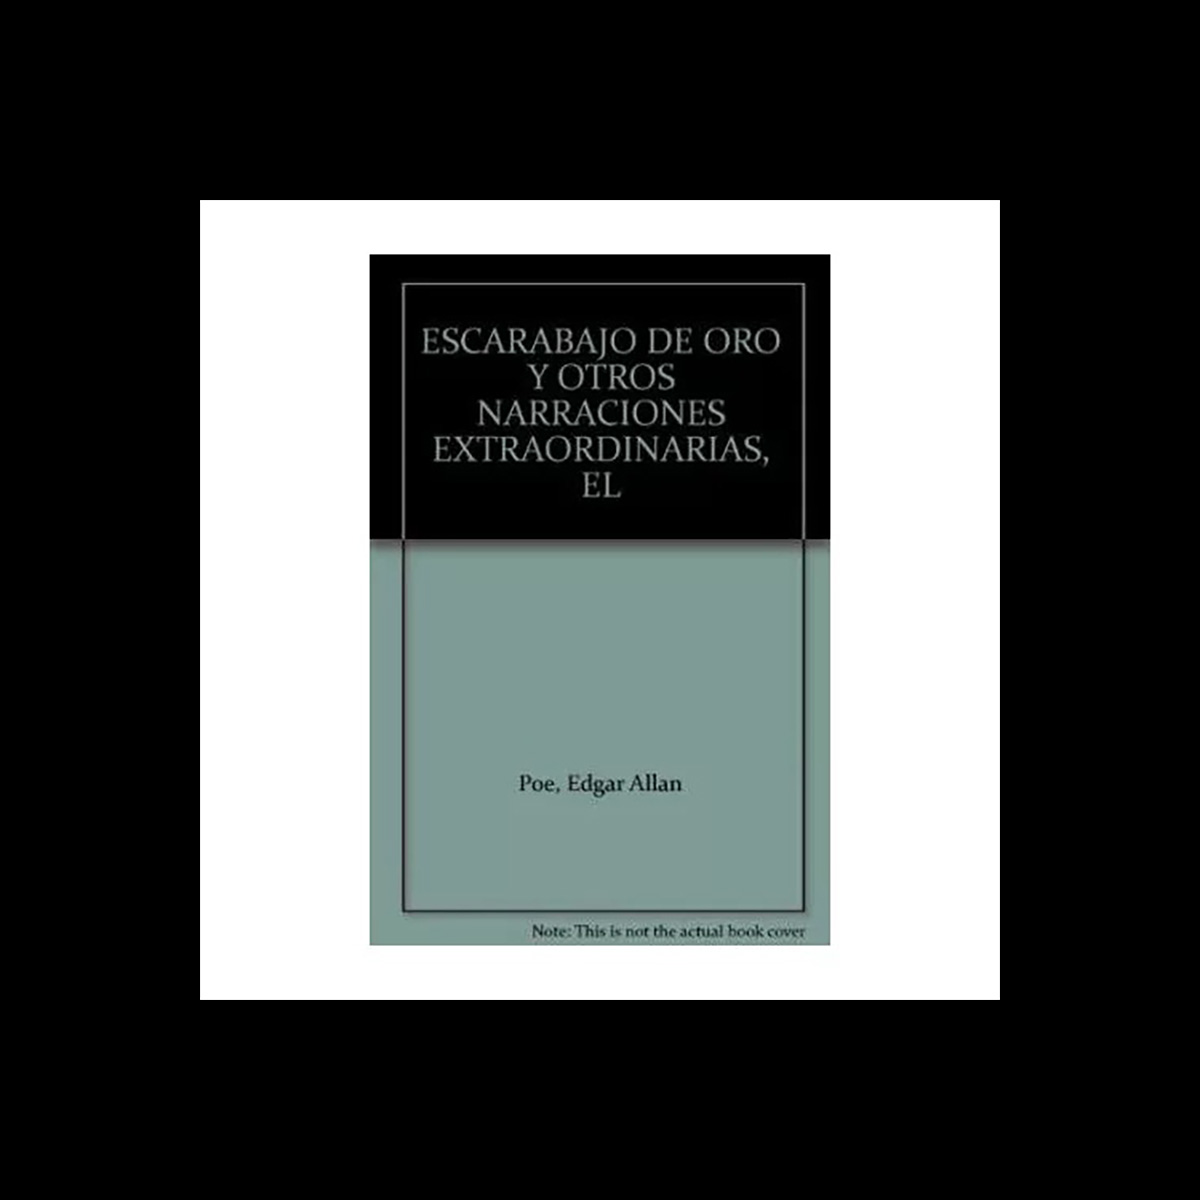 ESCARABAJO DE ORO
Y OTROS
NARRACIONES
EXTRAORDINARIAS,
EL
Poe, Edgar Allan
Note: This is not the actual book cover